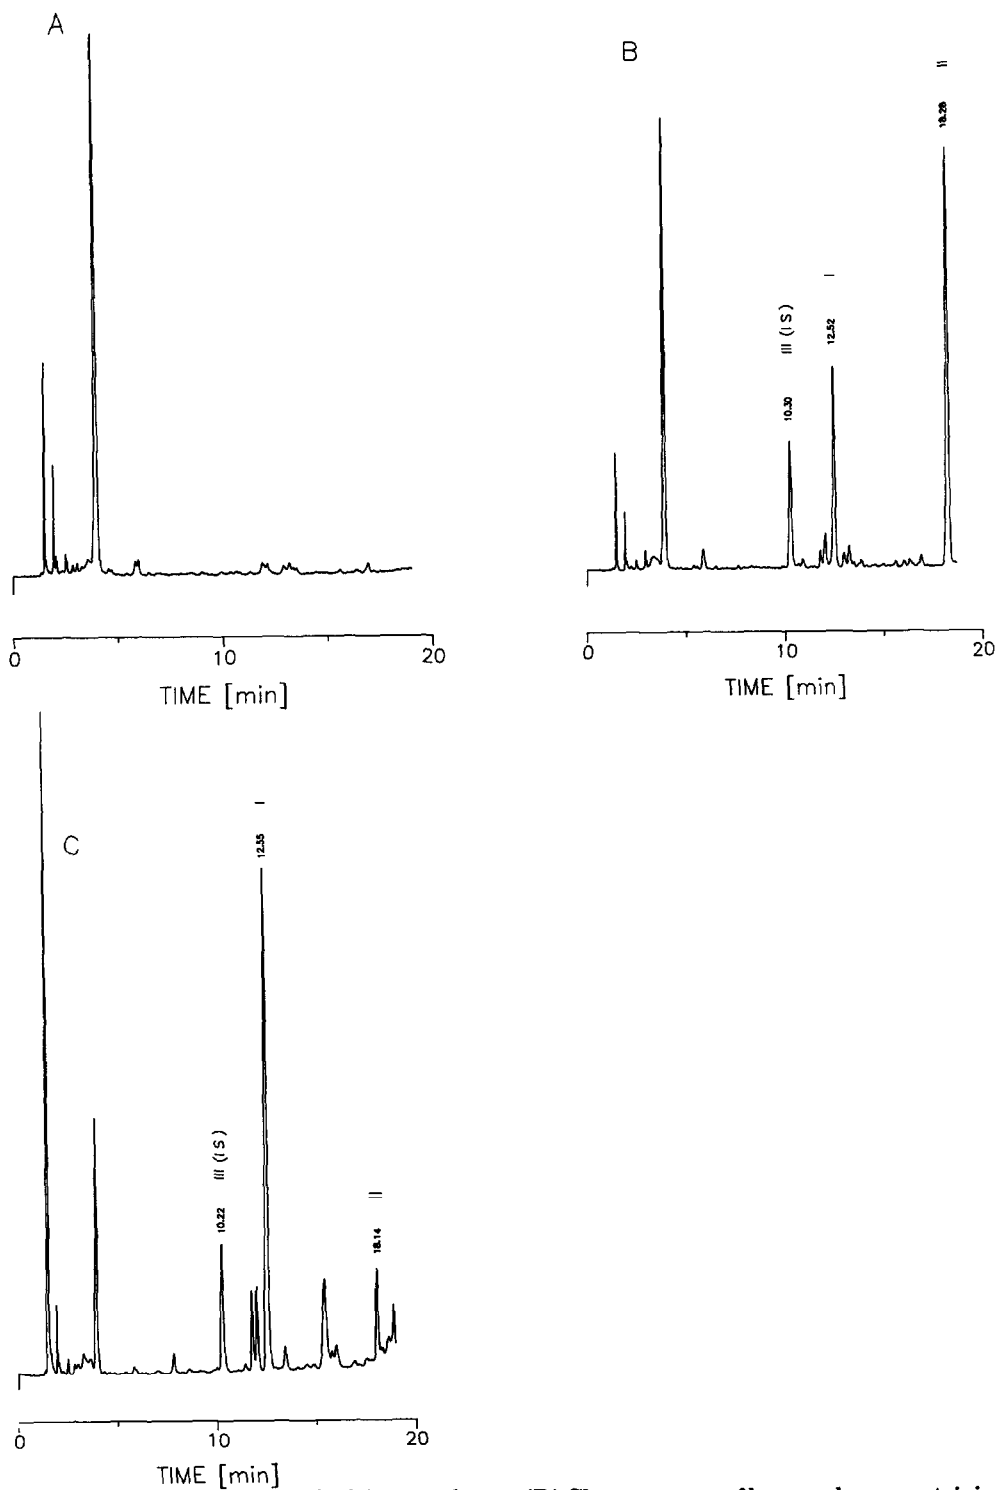 A
0 10 20
TIME [min]
B
III (IS)
10.30
I
12.52
II
18.28
0 10 20
TIME [min]
C
III (IS)
10.22
I
12.55
II
18.14
0 10 20
TIME [min]